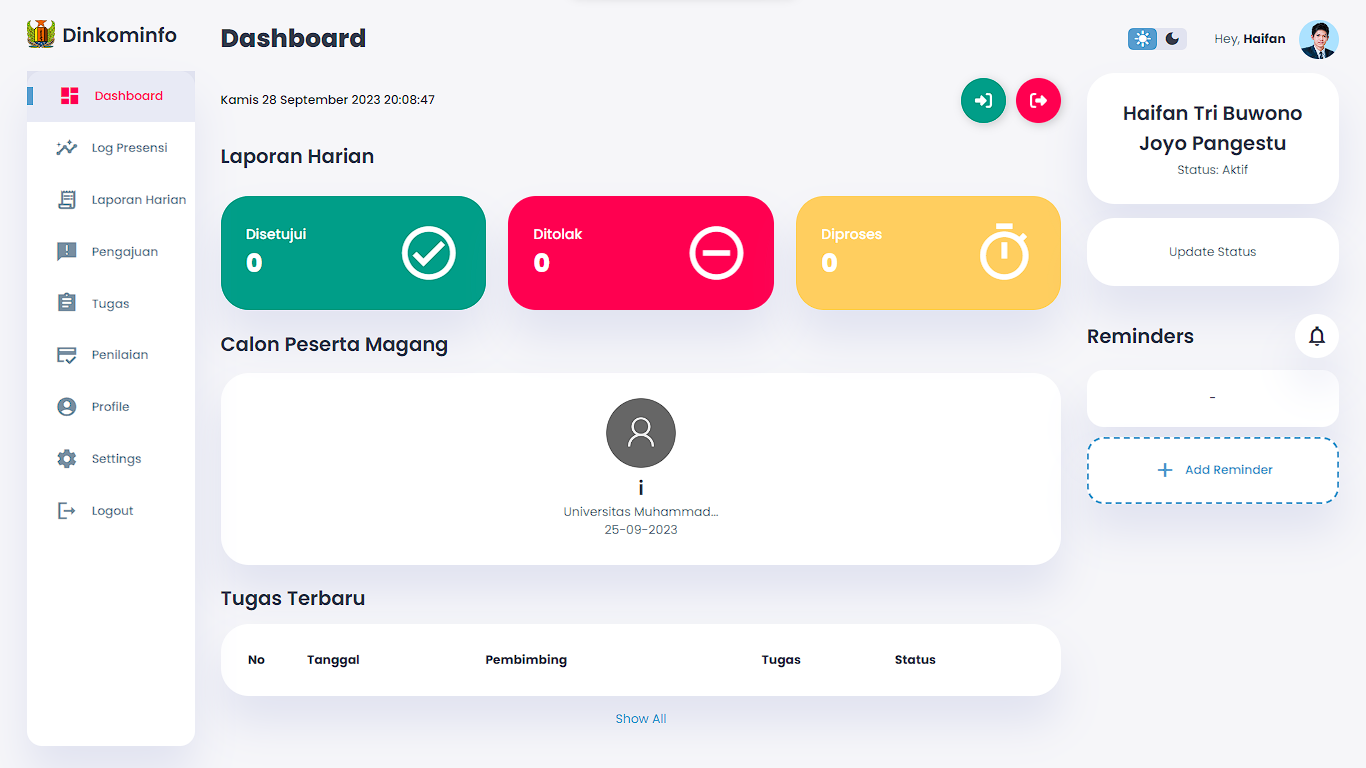 Dinkominfo
Dashboard
Log Presensi
Laporan Harian
Pengajuan
Tugas
Penilaian
Profile
Settings
Logout
Dashboard
Kamis 28 September 2023 20:08:47
Laporan Harian
Disetujui
0
Ditolak
0
Diproses
0
Calon Peserta Magang
i
Universitas Muhammad...
25-09-2023
Tugas Terbaru
No Tanggal Pembimbing Tugas Status
Show All
Hey, Haifan
Haifan Tri Buwono
Joyo Pangestu
Status: Aktif
Update Status
Reminders
-
Add Reminder